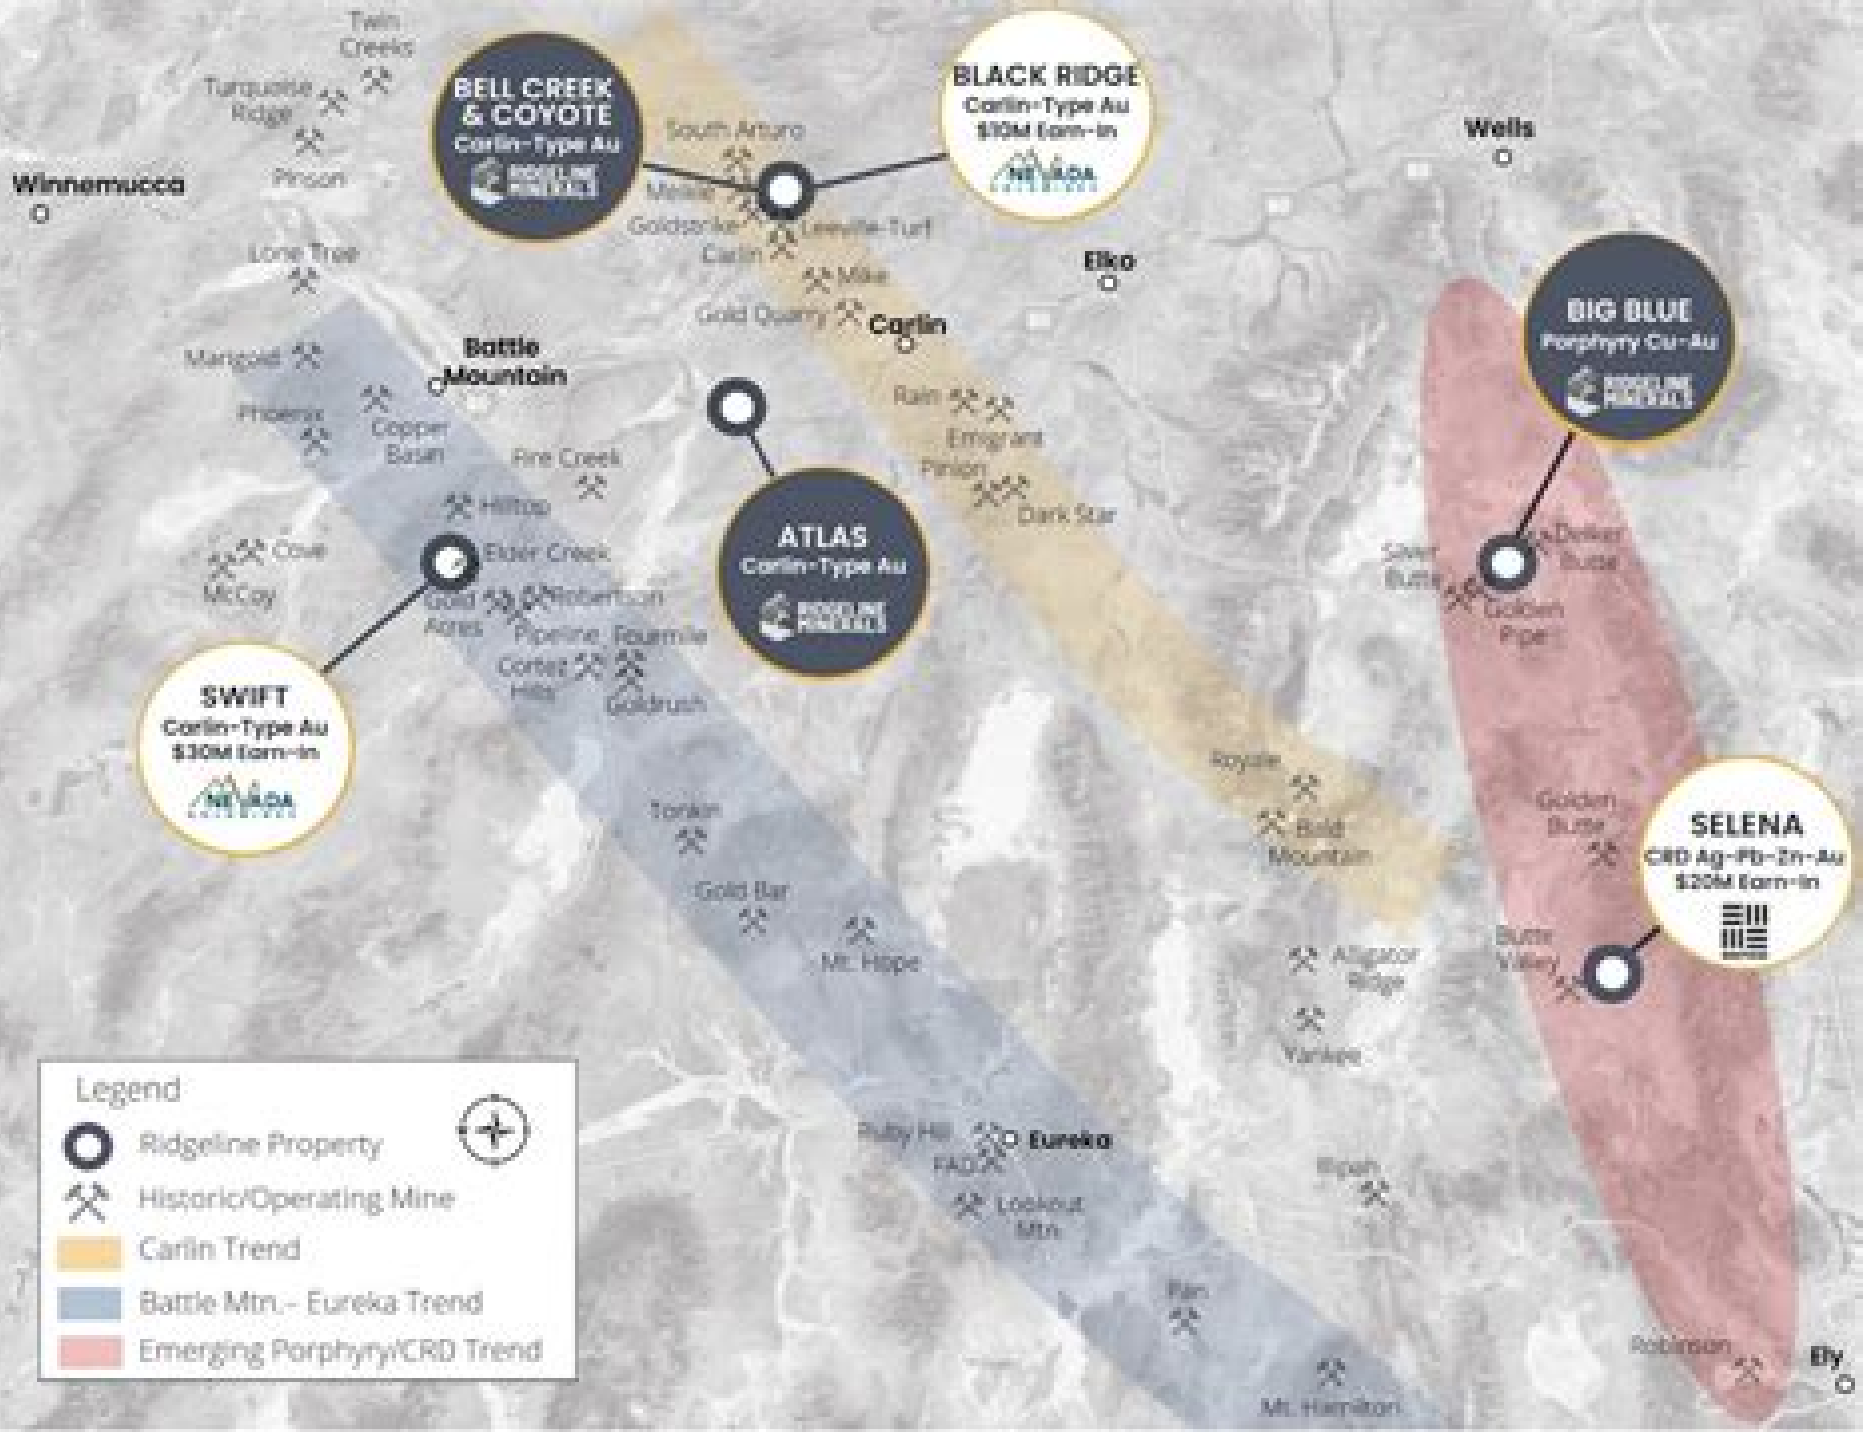 Twin
Creeks
Turquoise
Ridge
Pinson
Winnemucca
Lone Tree
BELL CREEK
& COYOTE
Carlin-Type Au
RIDGELINE
MINERALS
South Arturo
Meikle
Goldstrike
Leeville-Turf
Carlin
Mike
Gold Quarry
Carlin
BLACK RIDGE
Carlin-Type Au
$10M Earn-In
NEVADA
Wells
Elko
BIG BLUE
Porphyry Cu-Au
RIDGELINE
MINERALS
Marigold
Battle
Mountain
Phoenix
Copper
Basin
Fire Creek
Hilltop
Rain
Emigrant
Pinion
Dark Star
Cove
McCoy
Elder Creek
Gold
Acres
Robertson
Pipeline
Fourmile
Cortez
Hills
Goldrush
ATLAS
Carlin-Type Au
RIDGELINE
MINERALS
Silver
Butte
Delker
Butte
Golden
Pipe
SWIFT
Carlin-Type Au
$30M Earn-In
NEVADA
Tonkin
Gold Bar
Mt. Hope
Royale
Bald
Mountain
Golden
Butte
SELENA
CRD Ag-Pb-Zn-Au
$20M Earn-In
Butte
Valley
Alligator
Ridge
Yankee
Ruby Hill
Eureka
FAD
Lookout
Mtn
Illipah
Pan
Mt. Hamilton
Robinson
Ely
Legend
Ridgeline Property
Historic/Operating Mine
Carlin Trend
Battle Mtn.- Eureka Trend
Emerging Porphyry/CRD Trend